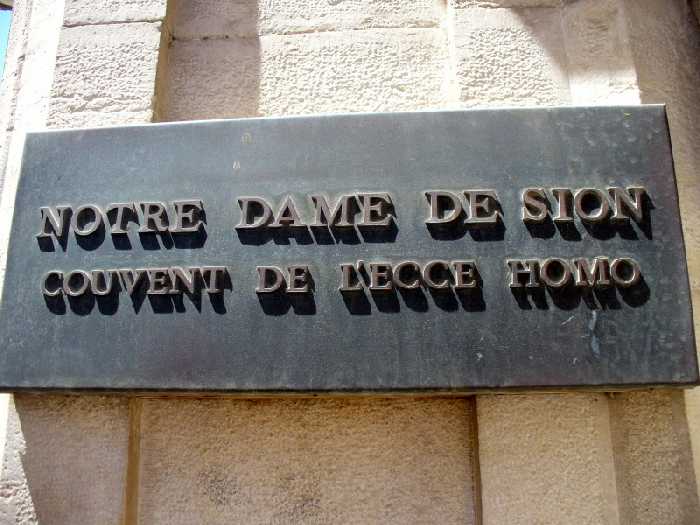 NOTRE DAME DE SION
COUVENT DE L'ECCE HOMO